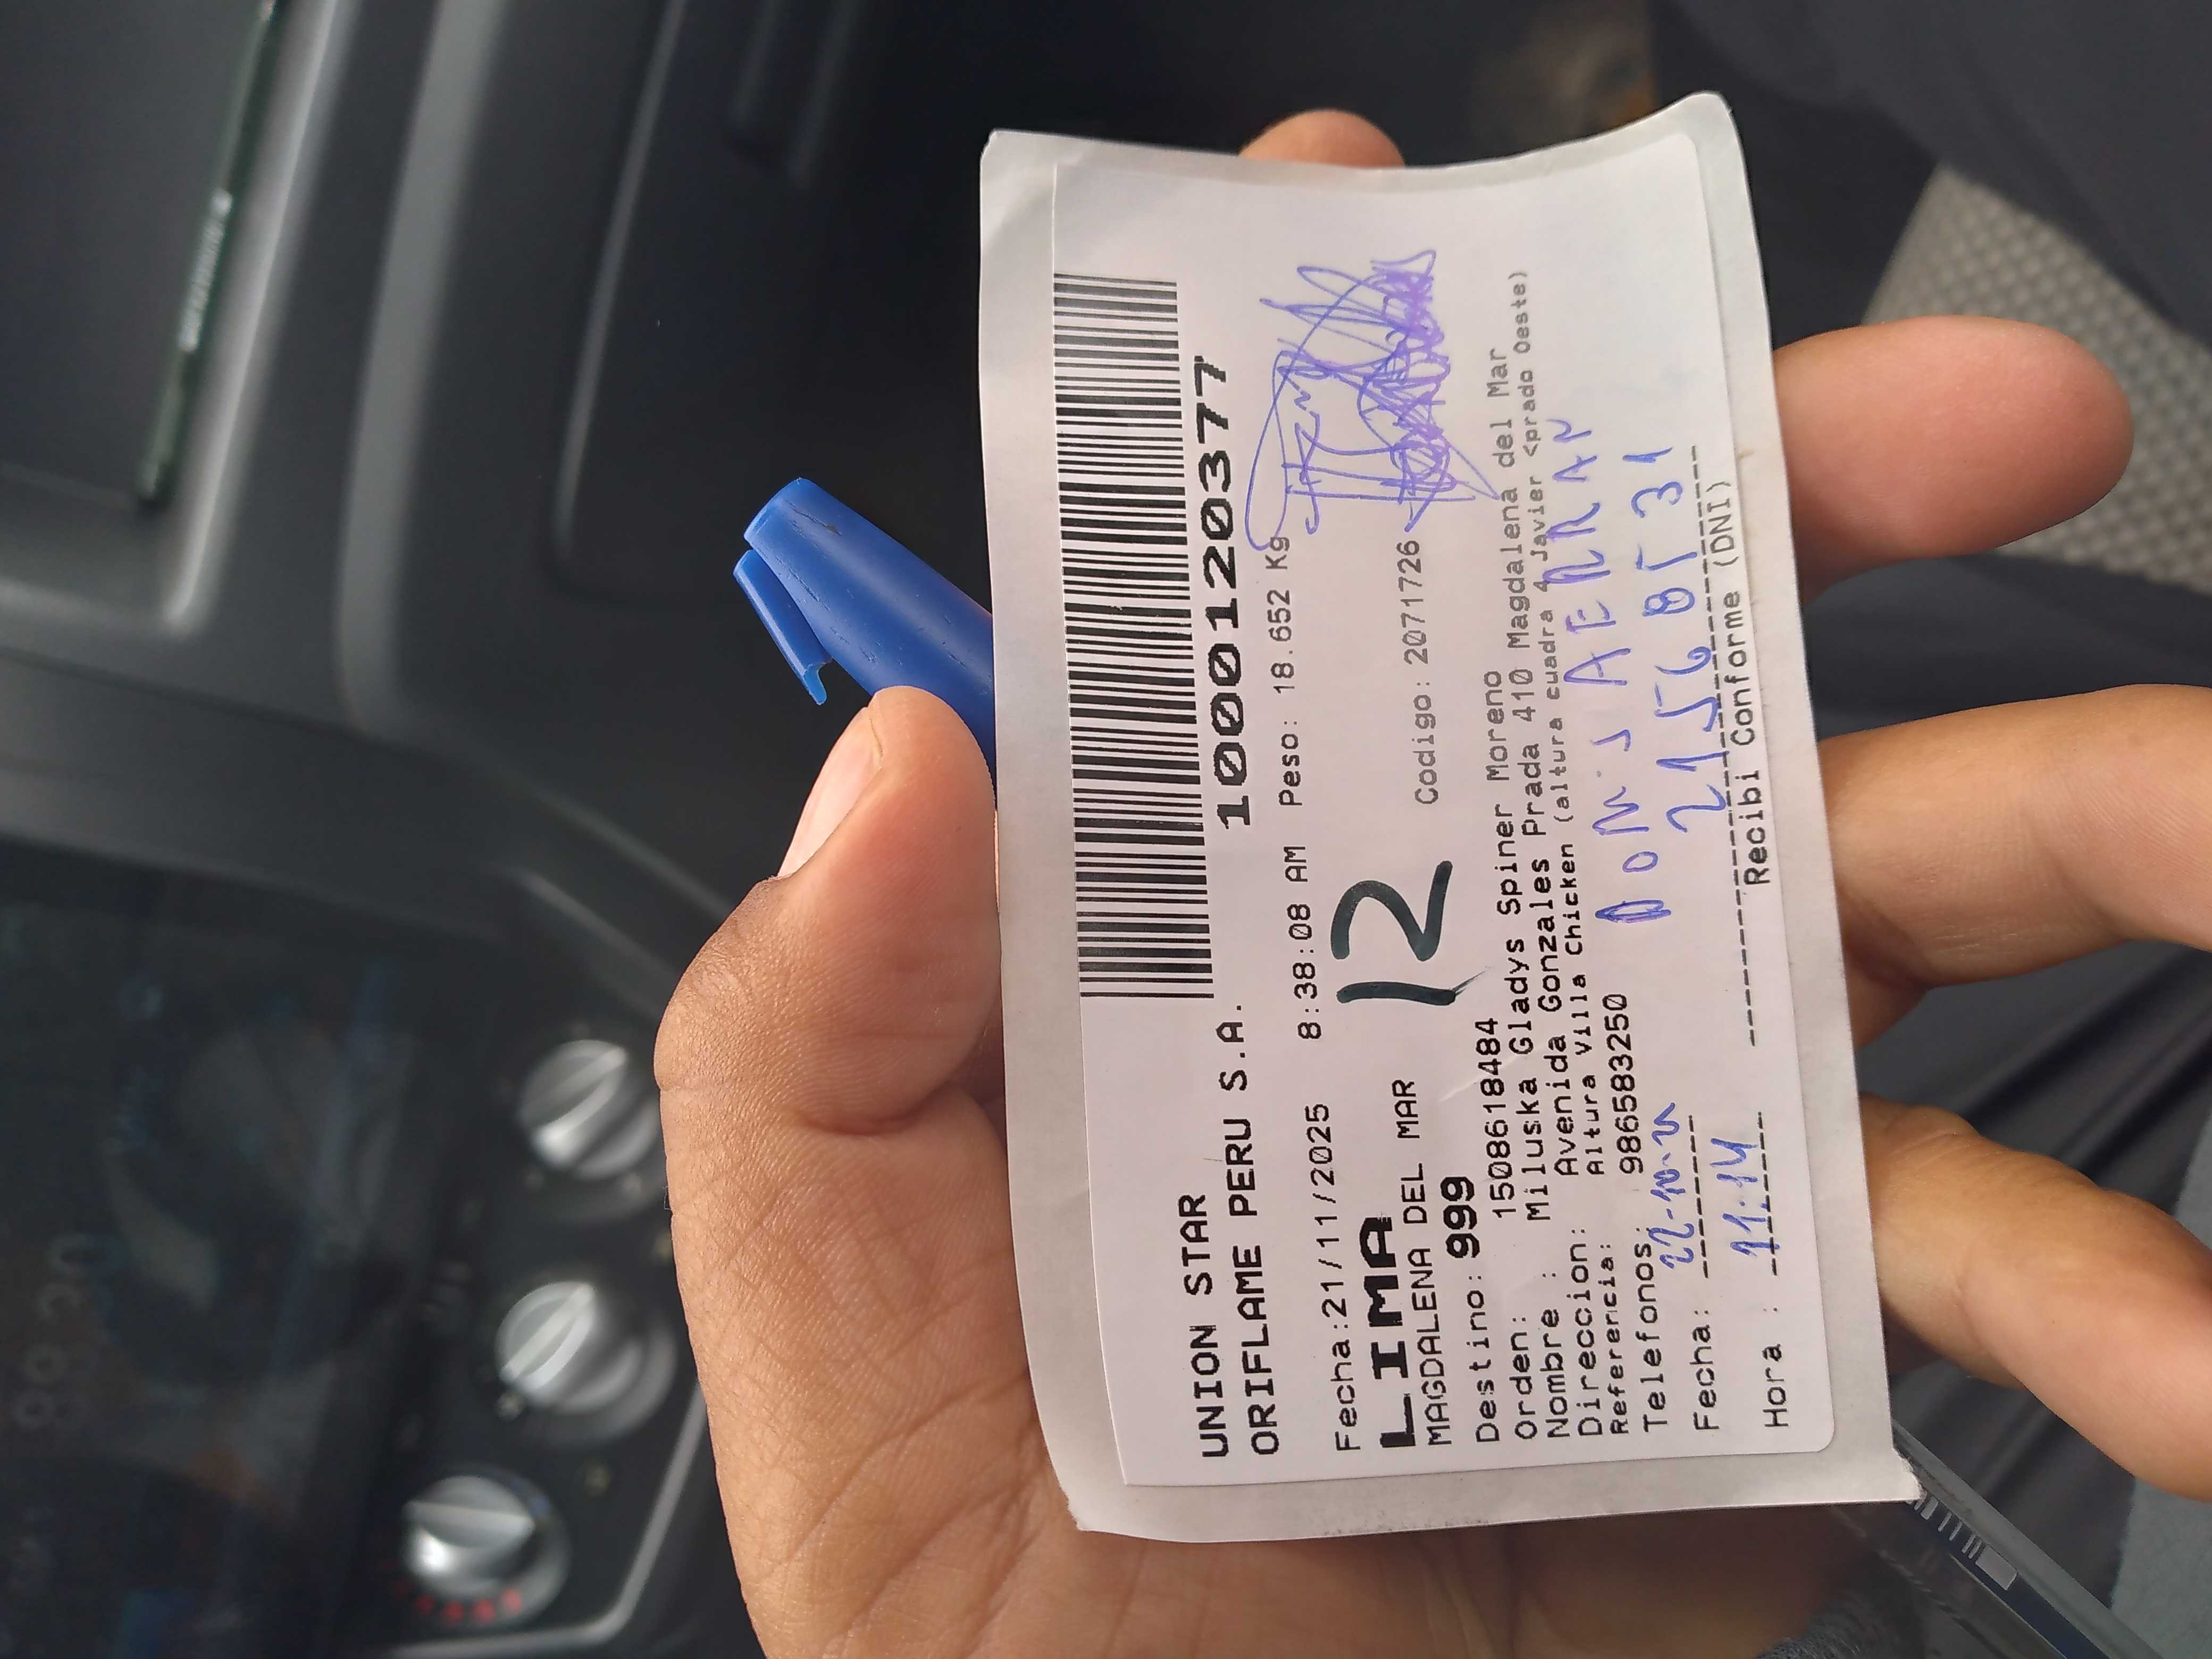 UNION STAR
ORIFLAME PERU S.A.
1000120377
Fecha:21/11/2025 8:38:08 AM Peso: 18.652 Kg
LIMA
MAGDALENA DEL MAR
12
Codigo: 2071726
Destino: 999
Orden: 1508618484
Nombre : Miluska Gladys Spiner Moreno
Direccion: Avenida Gonzales Prada 410 Magdalena del Mar
Referencia: Altura Villa Chicken (altura cuadra 4 Javier <prado Oeste)
Telefonos: 986583250
Fecha:
Hora : 11:14
Recibi Conforme (DNI)